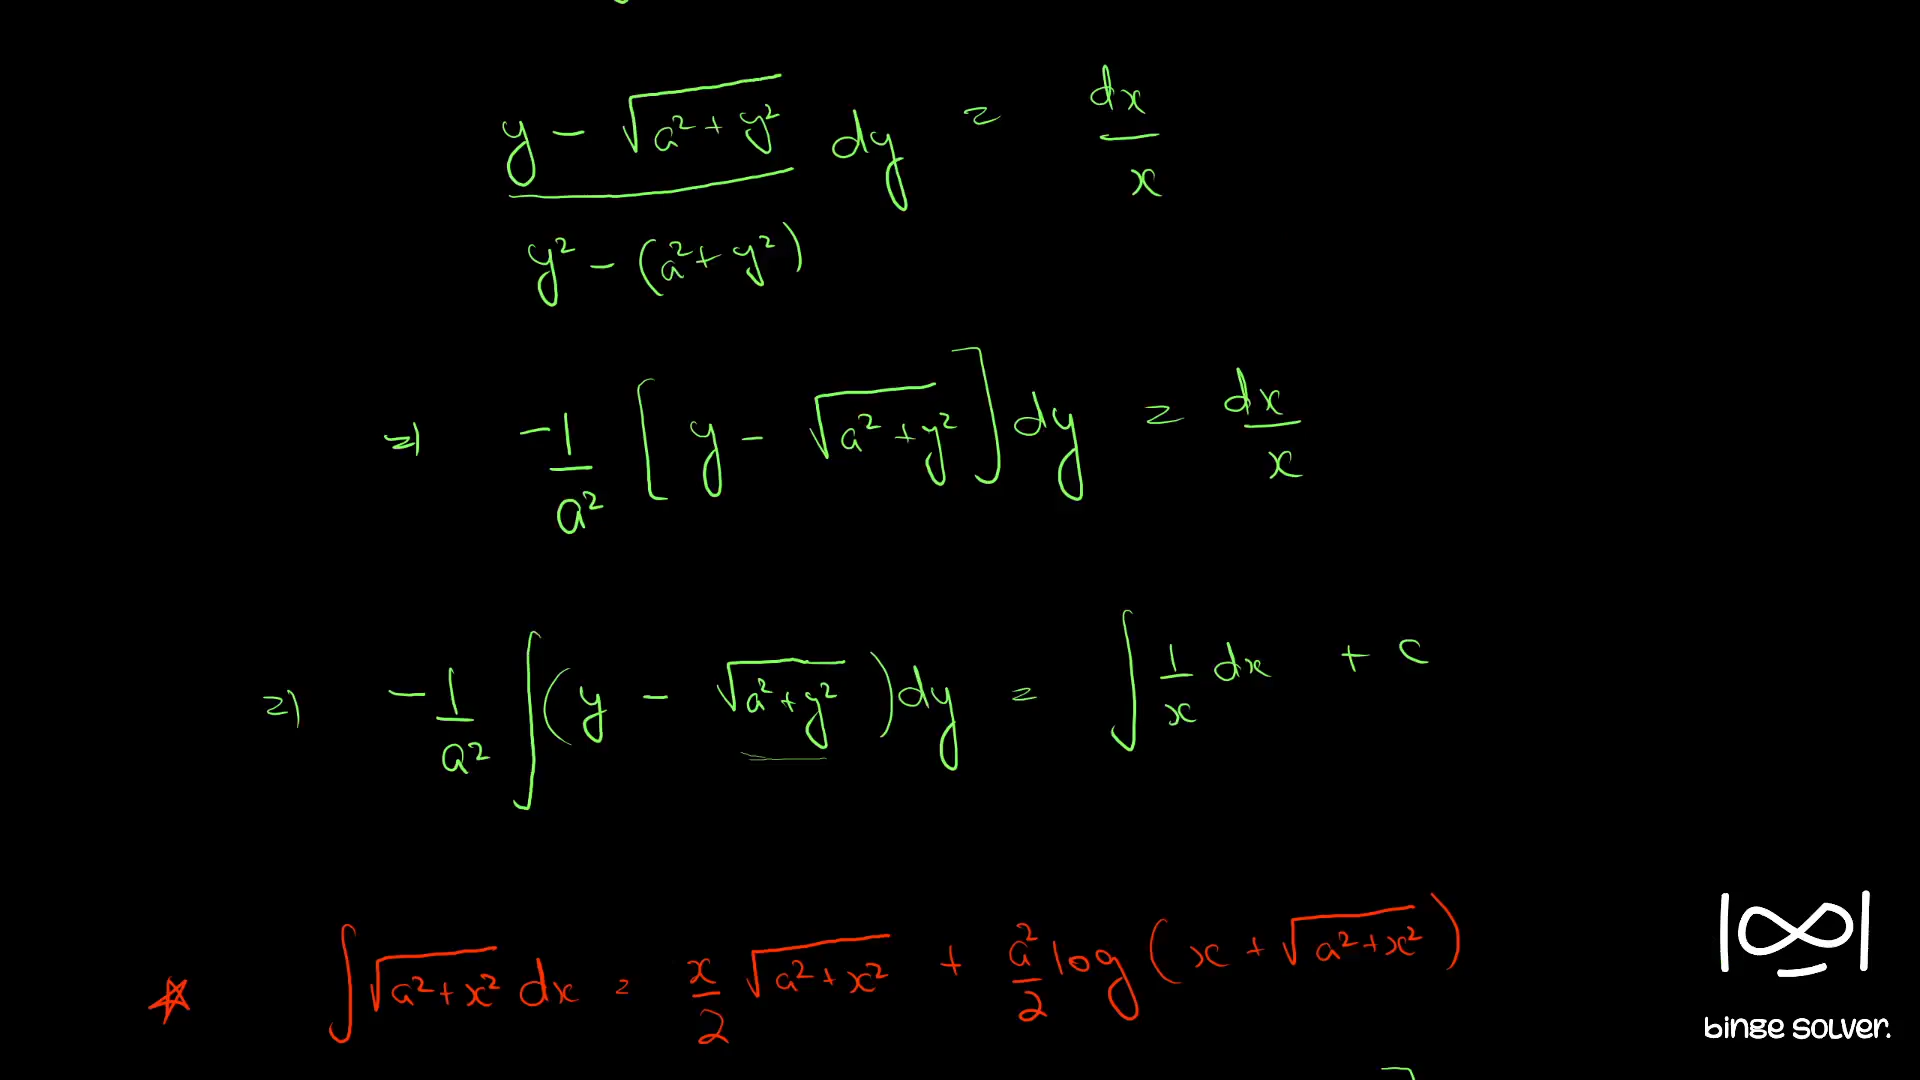 y - √(a² + y²) / y² - (a² + y²) dy = dx / x
⇒ -1/a² [ y - √(a² + y²) ] dy = dx / x
⇒ -1/a² ∫ ( y - √(a² + y²) ) dy = ∫ 1/x dx + c
☆ ∫ √(a² + x²) dx = x/2 √(a² + x²) + a²/2 log ( x + √(a² + x²) )
binge solver.